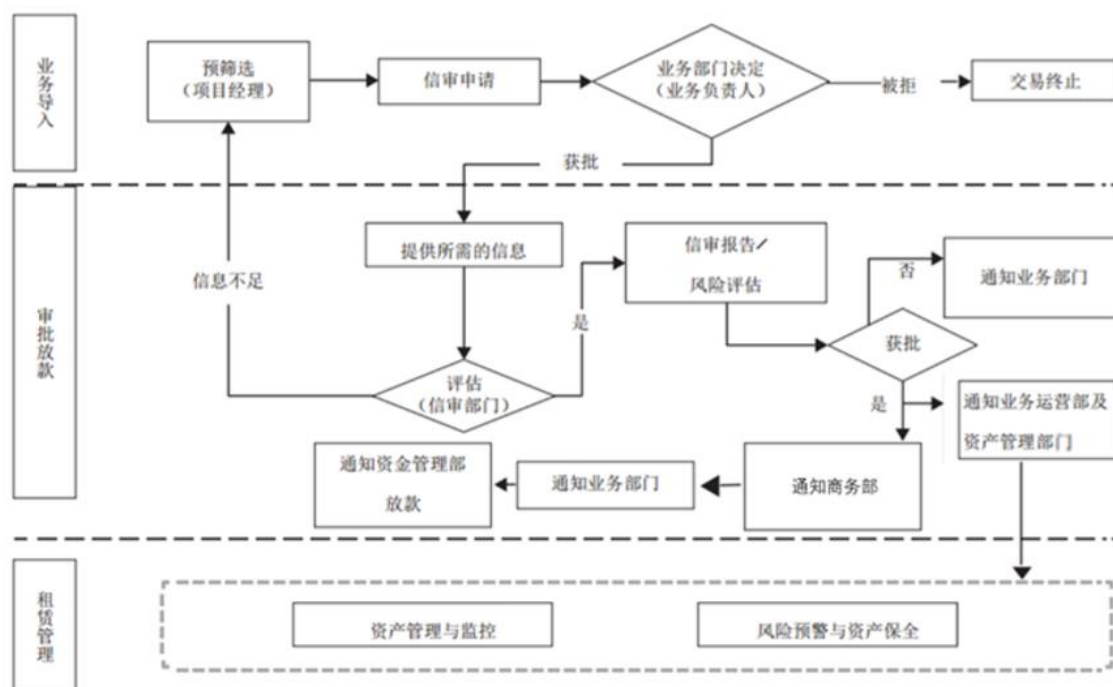 业务导入
预筛选
（项目经理）
信审申请
业务部门决定
（业务负责人）
被拒
交易终止
获批
审批放款
提供所需的信息
信息不足
评估
（信审部门）
是
信审报告/
风险评估
否
通知业务部门
获批
是
通知业务运营部及
资产管理部门
通知商务部
通知业务部门
通知资金管理部
放款
租赁管理
资产管理与监控
风险预警与资产保全